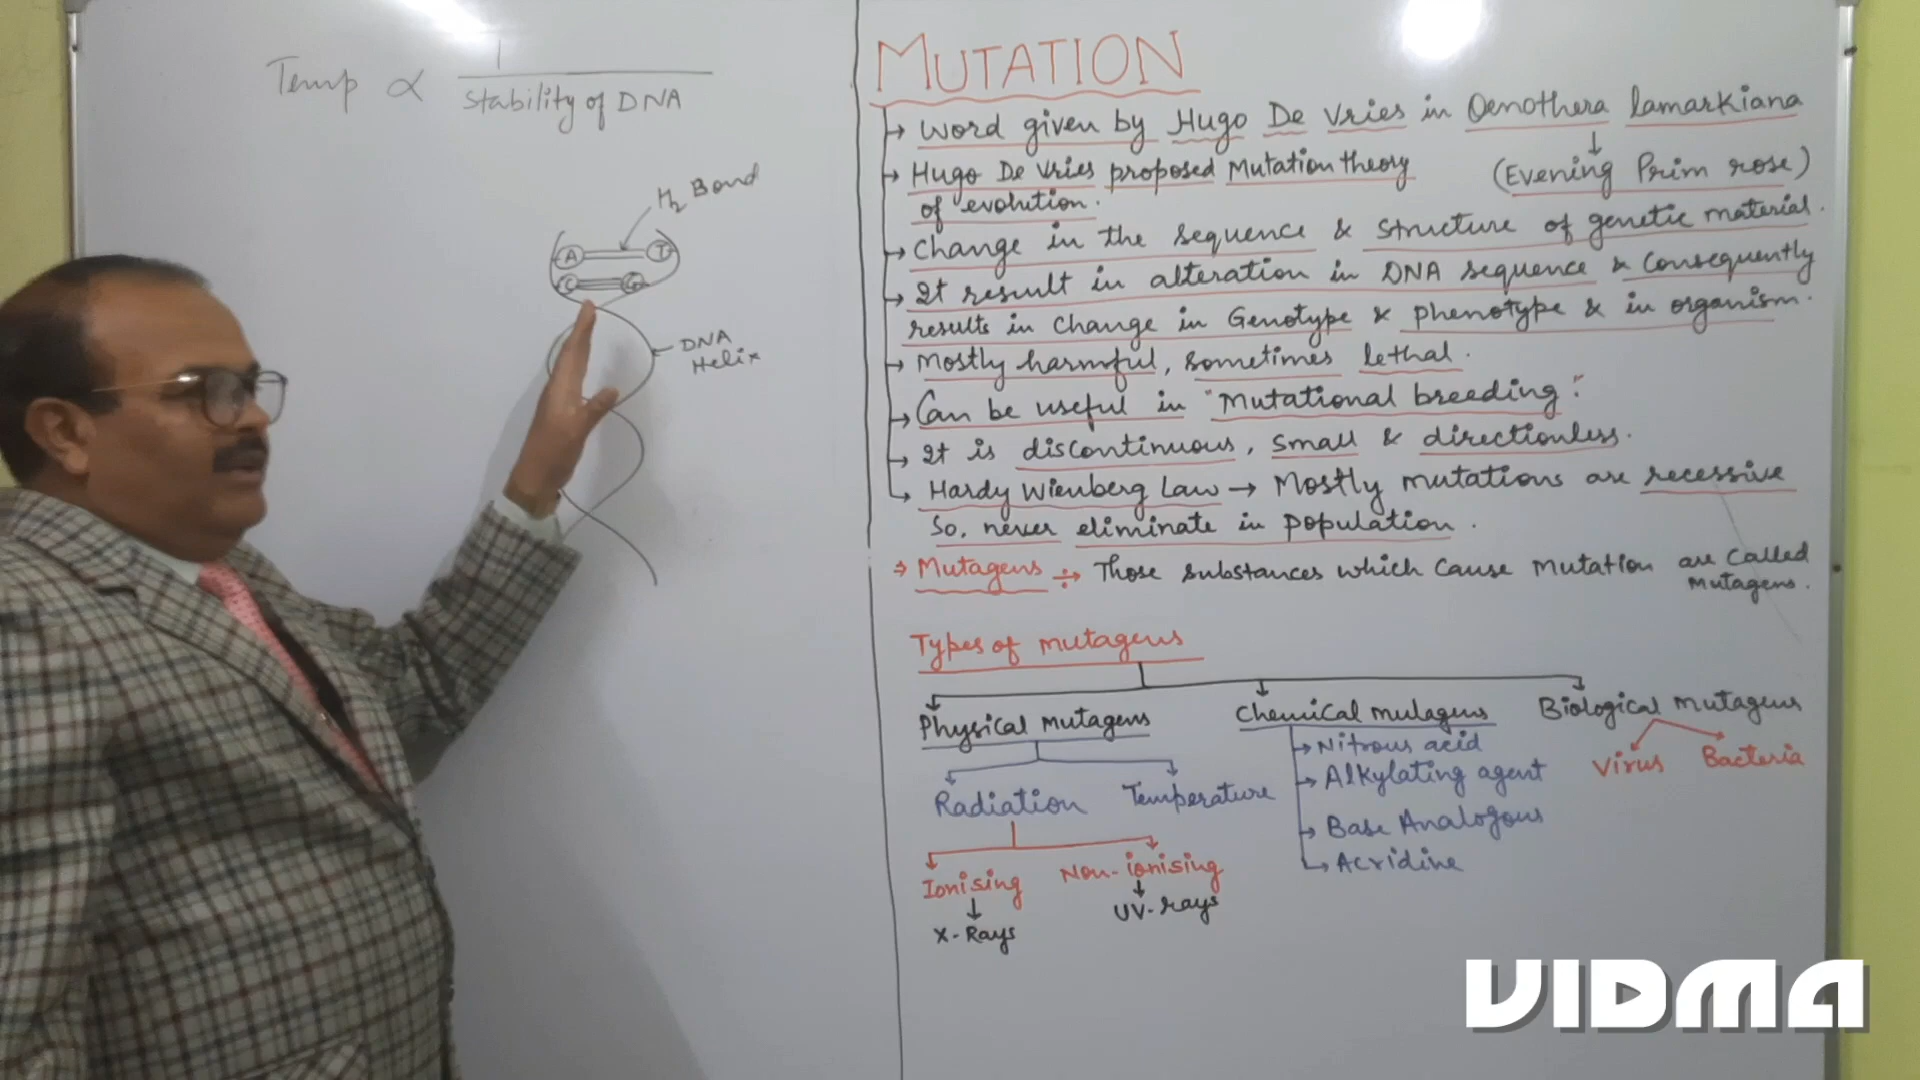 Temp ∝ 1
stability of DNA
H2 Bond
A T
C G
DNA
Helix
MUTATION
→ word given by Hugo De Vries in Oenothera lamarkiana
→ Hugo De Vries proposed Mutation theory (Evening Prim rose)
of evolution.
→ Change in the sequence & structure of genetic material.
→ It result in alteration in DNA sequence & consequently
results in change in Genotype & phenotype & in organism.
→ Mostly harmful, sometimes lethal.
→ Can be useful in "Mutational breeding."
→ It is discontinuous, small & directionless.
→ Hardy Wienberg Law → Mostly mutations are recessive
So, never eliminate in population.
→ Mutagens ÷→ Those substances which cause mutation are called
mutagens.
Types of mutagens
Physical mutagens Chemical mutagens Biological mutagens
→ Nitrous acid
Virus Bacteria
→ Alkylating agent
Radiation Temperature
→ Base Analogous
→ Acridine
Ionising Non-ionising
X-Rays UV-rays
VIDMA